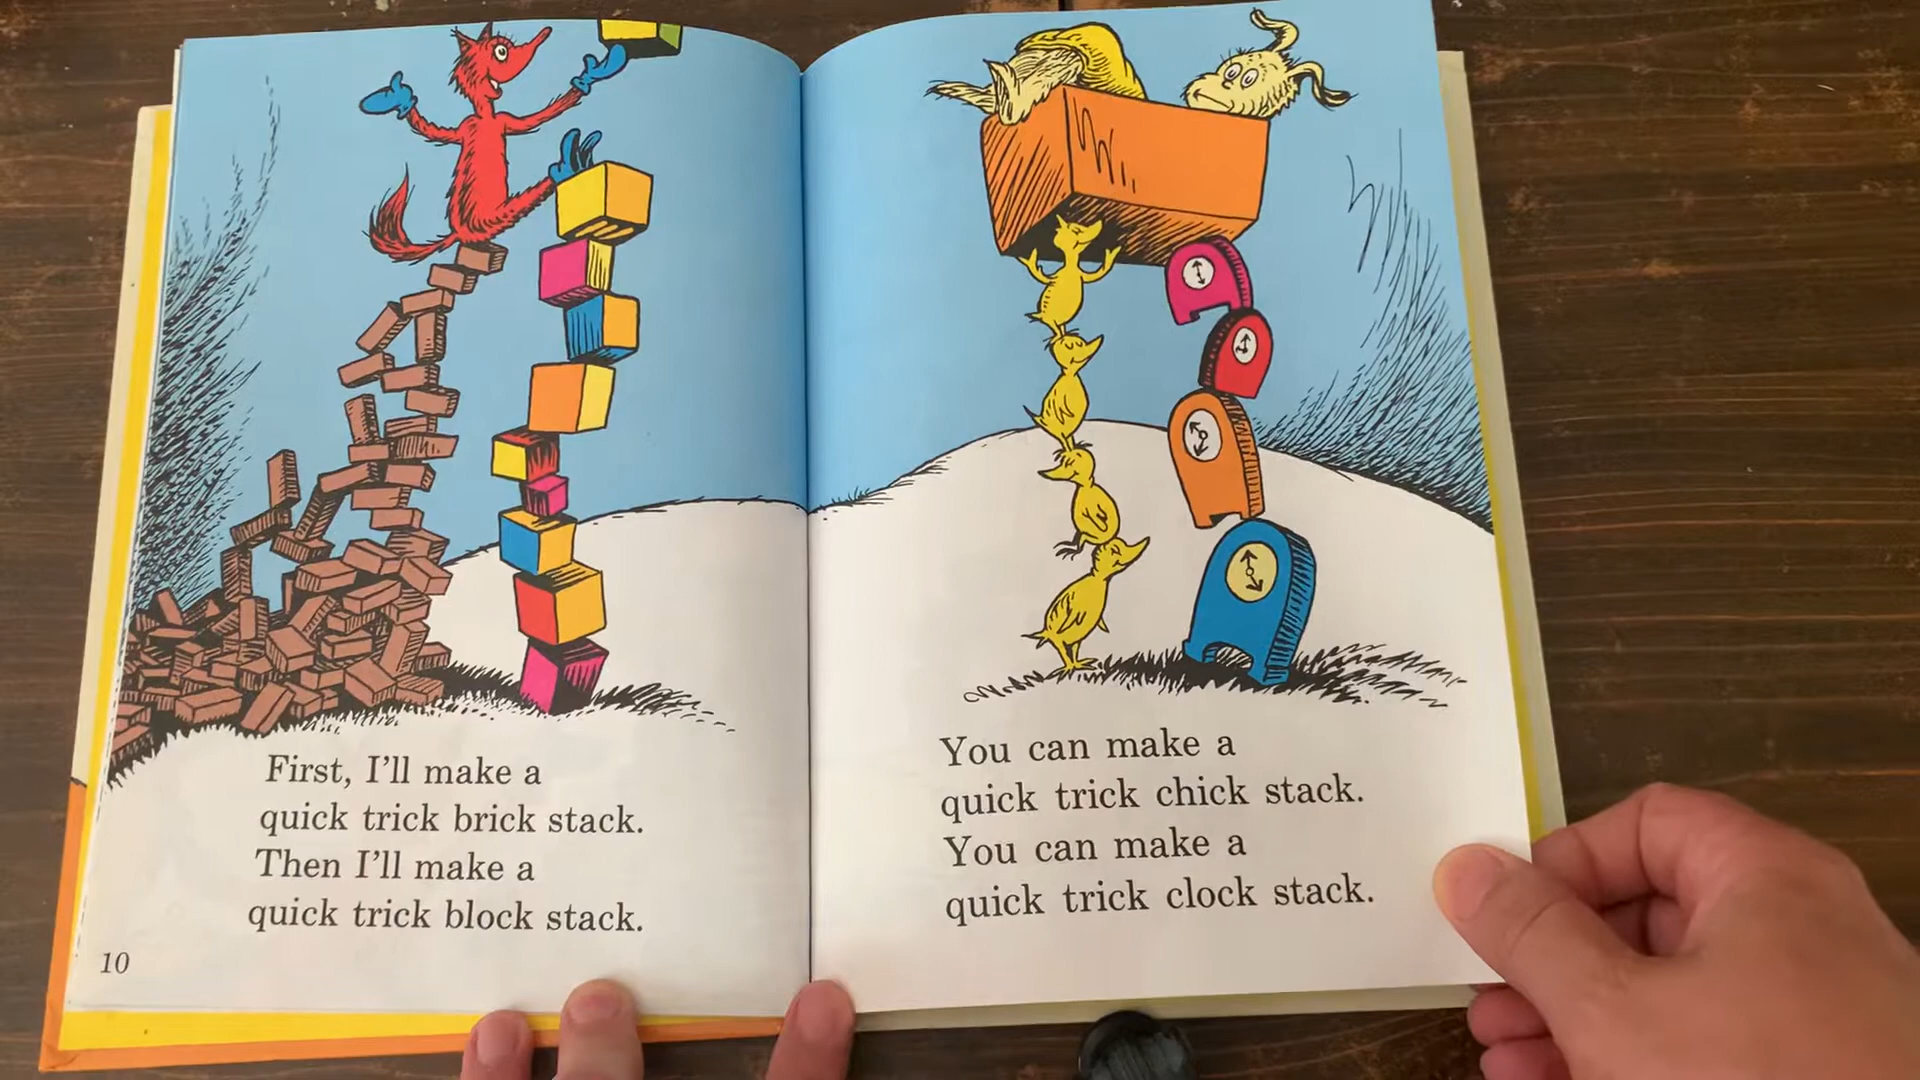 First, I'll make a
quick trick brick stack.
Then I'll make a
quick trick block stack.
10
You can make a
quick trick chick stack.
You can make a
quick trick clock stack.